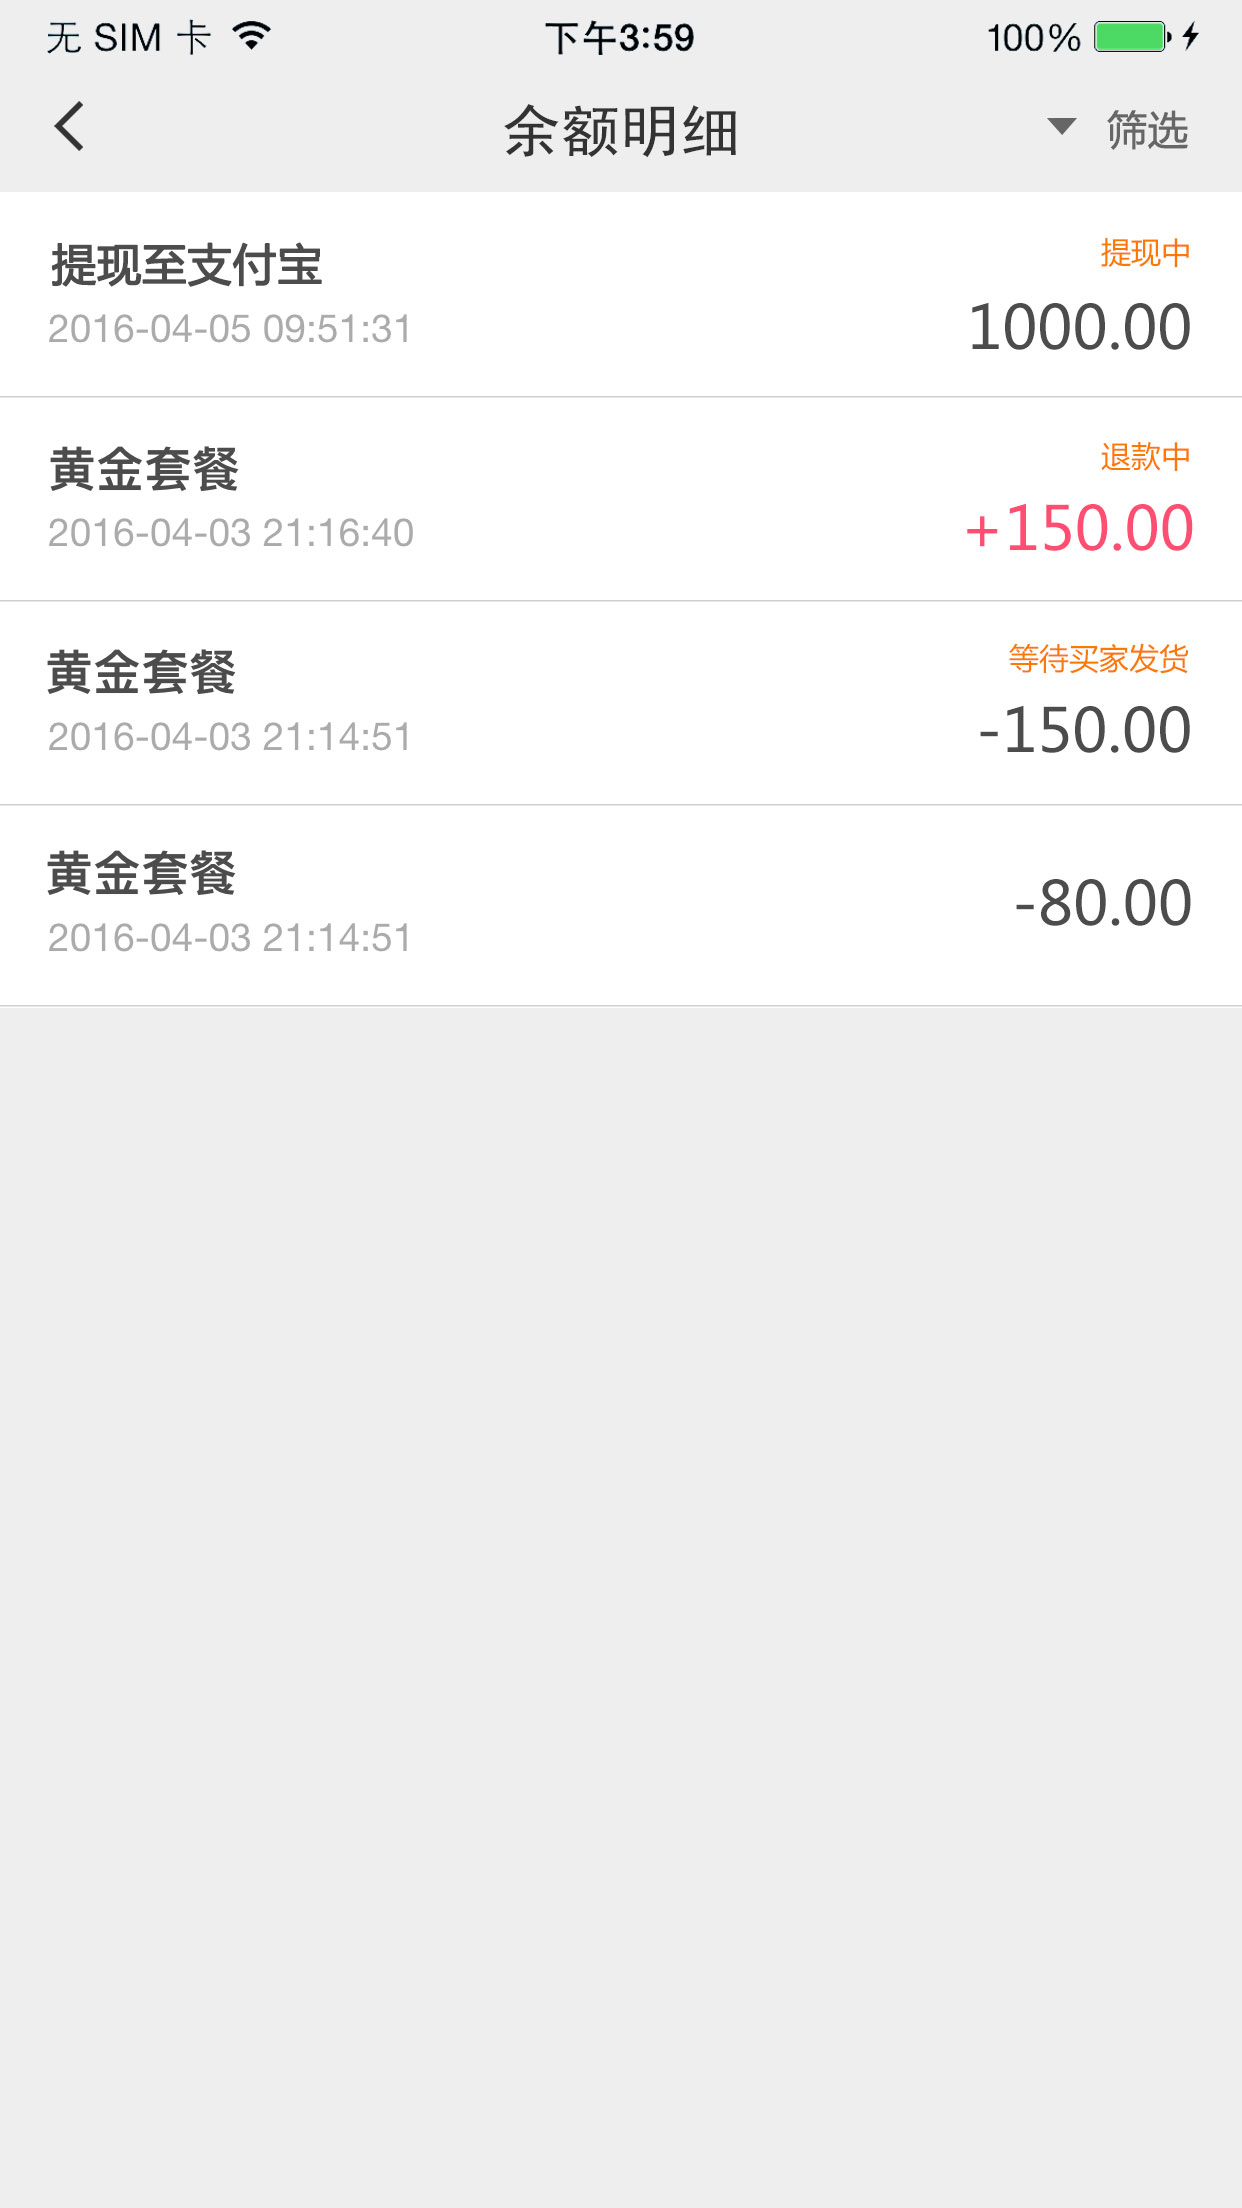 无 SIM 卡
下午3:59
100%
余额明细
筛选
提现至支付宝
提现中
2016-04-05 09:51:31
1000.00
黄金套餐
退款中
2016-04-03 21:16:40
+150.00
黄金套餐
等待买家发货
2016-04-03 21:14:51
-150.00
黄金套餐
2016-04-03 21:14:51
-80.00